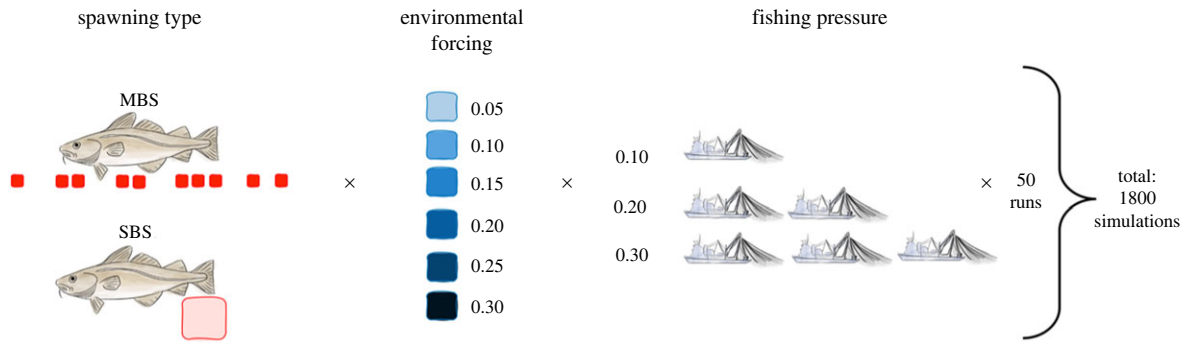 spawning type
environmental
forcing
fishing pressure
MBS
SBS
×
0.05
0.10
0.15
0.20
0.25
0.30
×
0.10
0.20
0.30
×
50
runs
total:
1800
simulations